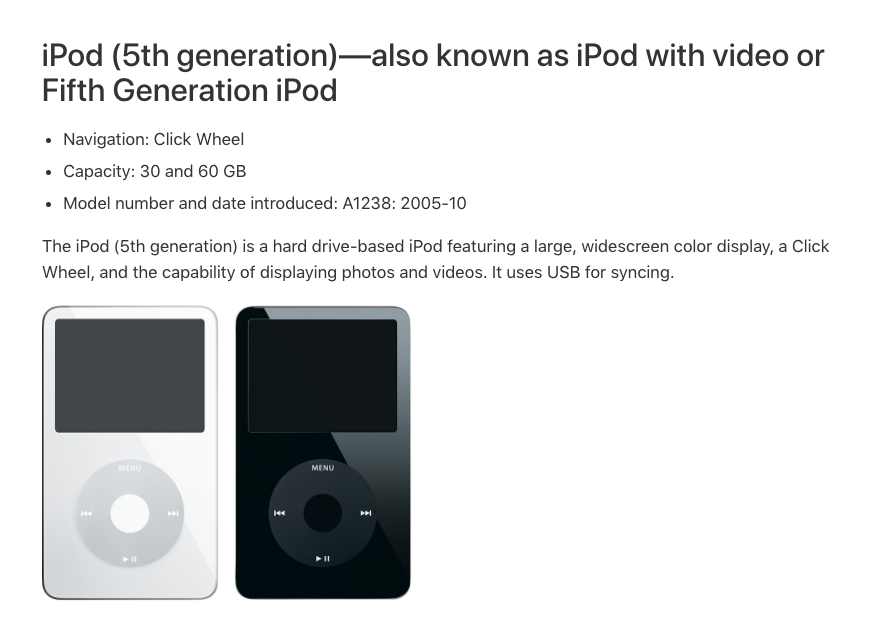 iPod (5th generation)—also known as iPod with video or
Fifth Generation iPod
• Navigation: Click Wheel
• Capacity: 30 and 60 GB
• Model number and date introduced: A1238: 2005-10
The iPod (5th generation) is a hard drive-based iPod featuring a large, widescreen color display, a Click
Wheel, and the capability of displaying photos and videos. It uses USB for syncing.
MENU
MENU